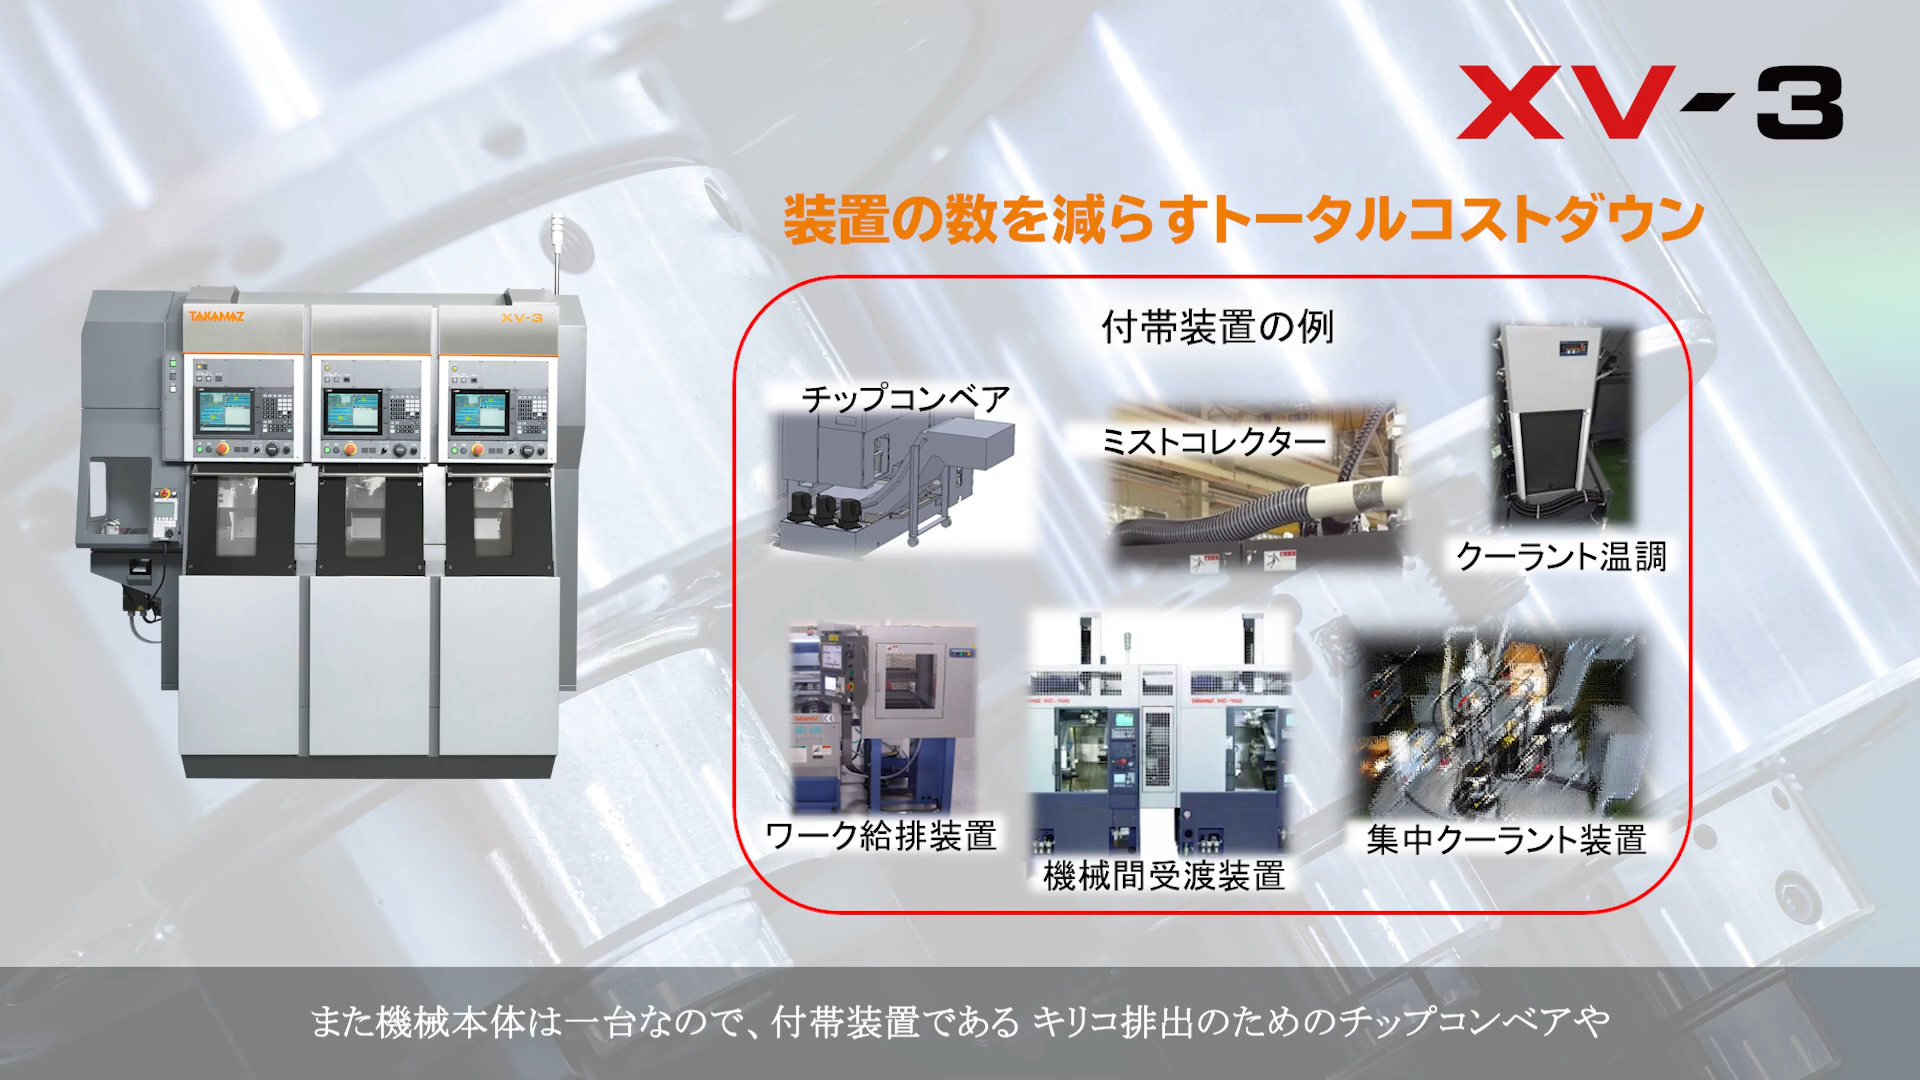 XV-3
装置の数を減らすトータルコストダウン
TAKAMAZ
XV-3
付帯装置の例
チップコンベア
ミストコレクター
クーラント温調
ワーク給排装置
機械間受渡装置
集中クーラント装置
また機械本体は一台なので、付帯装置である キリコ排出のためのチップコンベアや